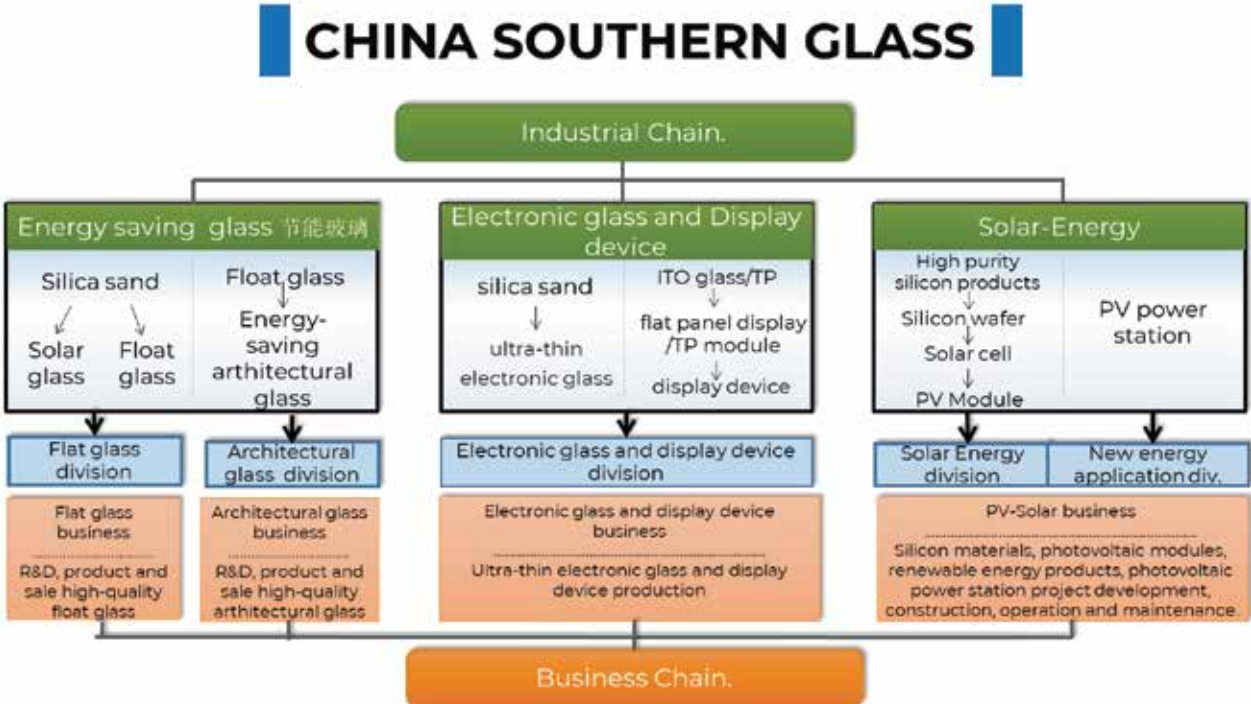 CHINA SOUTHERN GLASS
Industrial Chain.
Energy saving glass 节能玻璃
Silica sand
Solar
glass
Float
glass
Float glass
Energy-
saving
arthitectural
glass
Electronic glass and Display
device
silica sand
ultra-thin
electronic glass
ITO glass/TP
flat panel display
/TP module
display device
Solar-Energy
High purity
silicon products
Silicon wafer
Solar cell
PV Module
PV power
station
Flat glass
division
Architectural
glass division
Electronic glass and display device
division
Solar Energy
division
New energy
application div.
Flat glass
business
R&D, product and
sale high-quality
float glass
Architectural glass
business
R&D, product and
sale high-quality
arthitectural glass
Electronic glass and display device
business
Ultra-thin electronic glass and display
device production
PV-Solar business
Silicon materials, photovoltaic modules,
renewable energy products, photovoltaic
power station project development,
construction, operation and maintenance.
Business Chain.